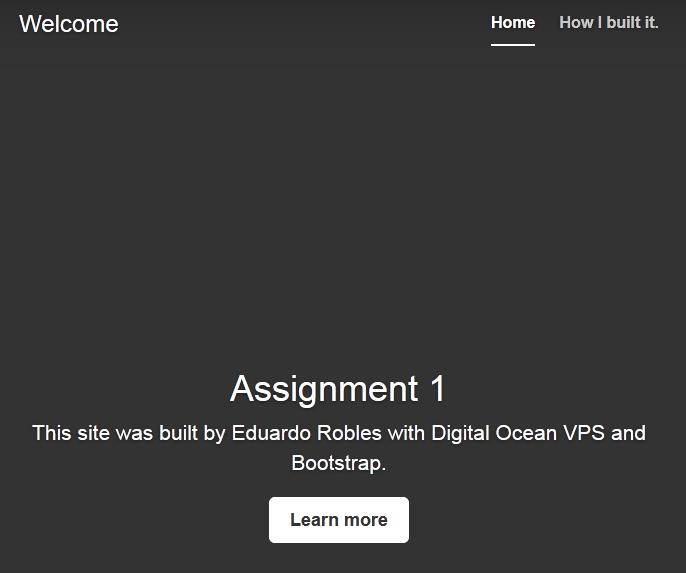 Welcome
Home
How I built it.
Assignment 1
This site was built by Eduardo Robles with Digital Ocean VPS and
Bootstrap.
Learn more